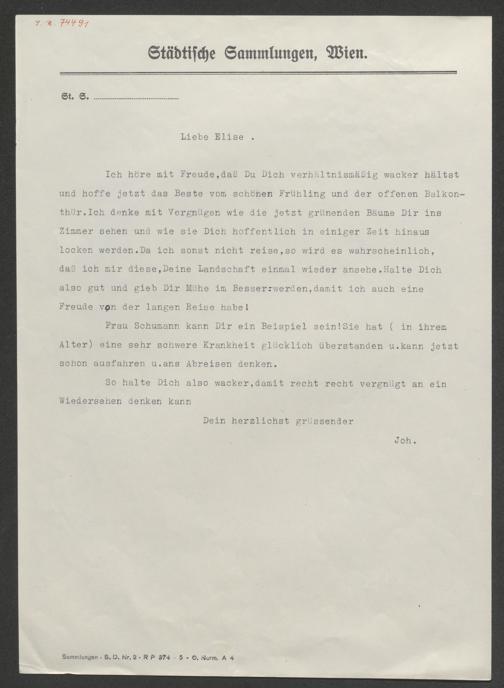 J. N. 74491
Städtische Sammlungen, Wien.
St. S.
Liebe Elise .
Ich höre mit Freude,daß Du Dich verhältnismäßig wacker hältst
und hoffe jetzt das Beste vom schönen Frühling und der offenen Balkon-
thür.Ich denke mit Vergnügen wie die jetzt grünenden Bäume Dir ins
Zimmer sehen und wie sie Dich hoffentlich in einiger Zeit hinaus
locken werden.Da ich sonst nicht reise,so wird es wahrscheinlich,
daß ich mir diese,Deine Landschaft einmal wieder ansehe.Halte Dich
also gut und gieb Dir Mühe im Besser=werden,damit ich auch eine
Freude von der langen Reise habe!
Frau Schumann kann Dir ein Beispiel sein!Sie hat ( in ihrem
Alter) eine sehr schwere Krankheit glücklich überstanden u.kann jetzt
schon ausfahren u.ans Abreisen denken.
So halte Dich also wacker,damit recht recht vergnügt an ein
Wiedersehen denken kann
Dein herzlichst grüssender
Joh.
Sammlungen - S. D. Nr. 2 - R P 374 - 5 - O. Norm. A 4